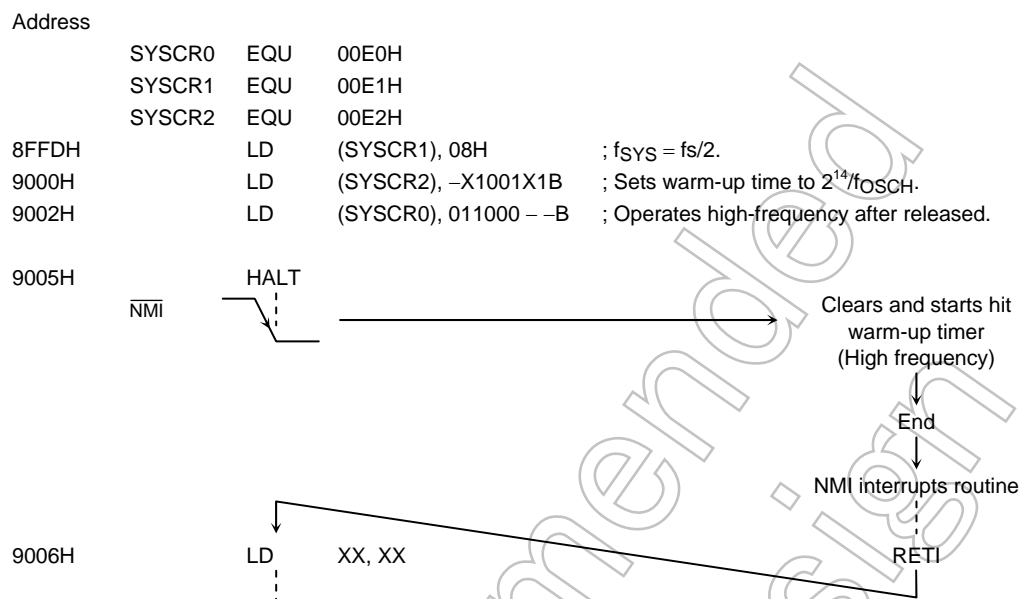 Address
SYSCR0 EQU 00E0H
SYSCR1 EQU 00E1H
SYSCR2 EQU 00E2H
8FFDH LD (SYSCR1), 08H ; fSYS = fs/2.
9000H LD (SYSCR2), −X1001X1B ; Sets warm-up time to 2^14/fOSCH.
9002H LD (SYSCR0), 011000 − −B ; Operates high-frequency after released.
9005H HALT
NMI
Clears and starts hit
warm-up timer
(High frequency)
End
NMI interrupts routine
9006H LD XX, XX RETI